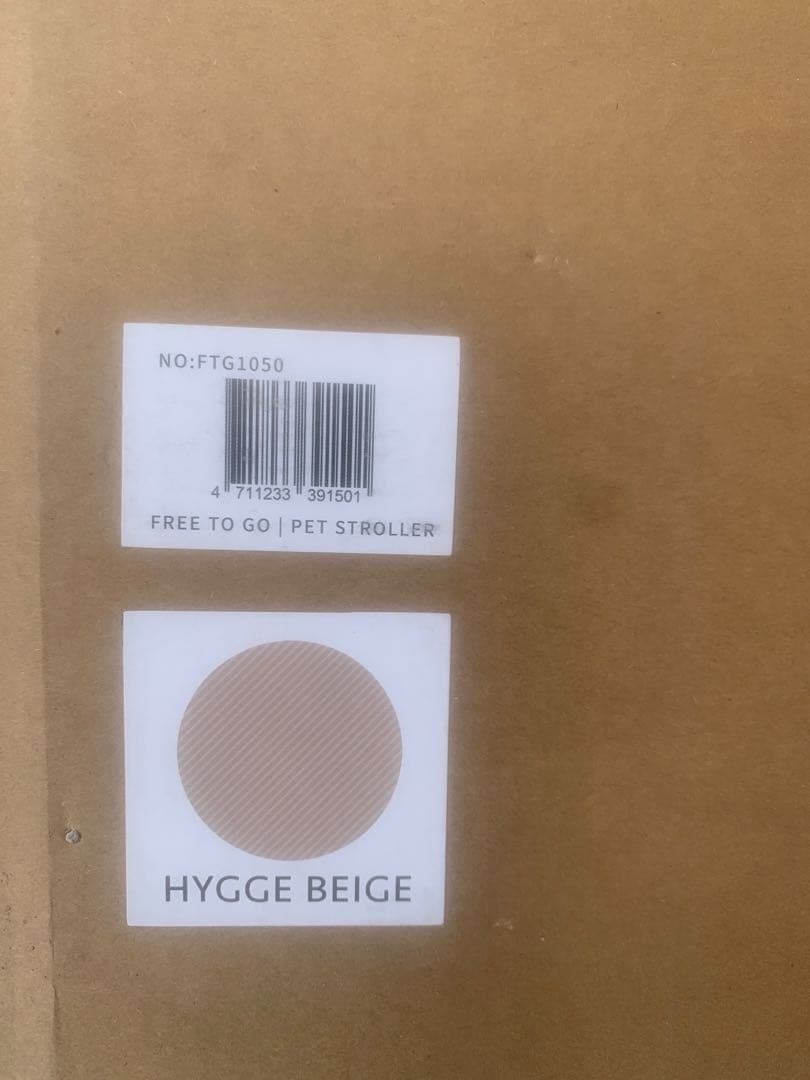 NO:FTG1050
4 711233 391501
FREE TO GO | PET STROLLER
HYGGE BEIGE